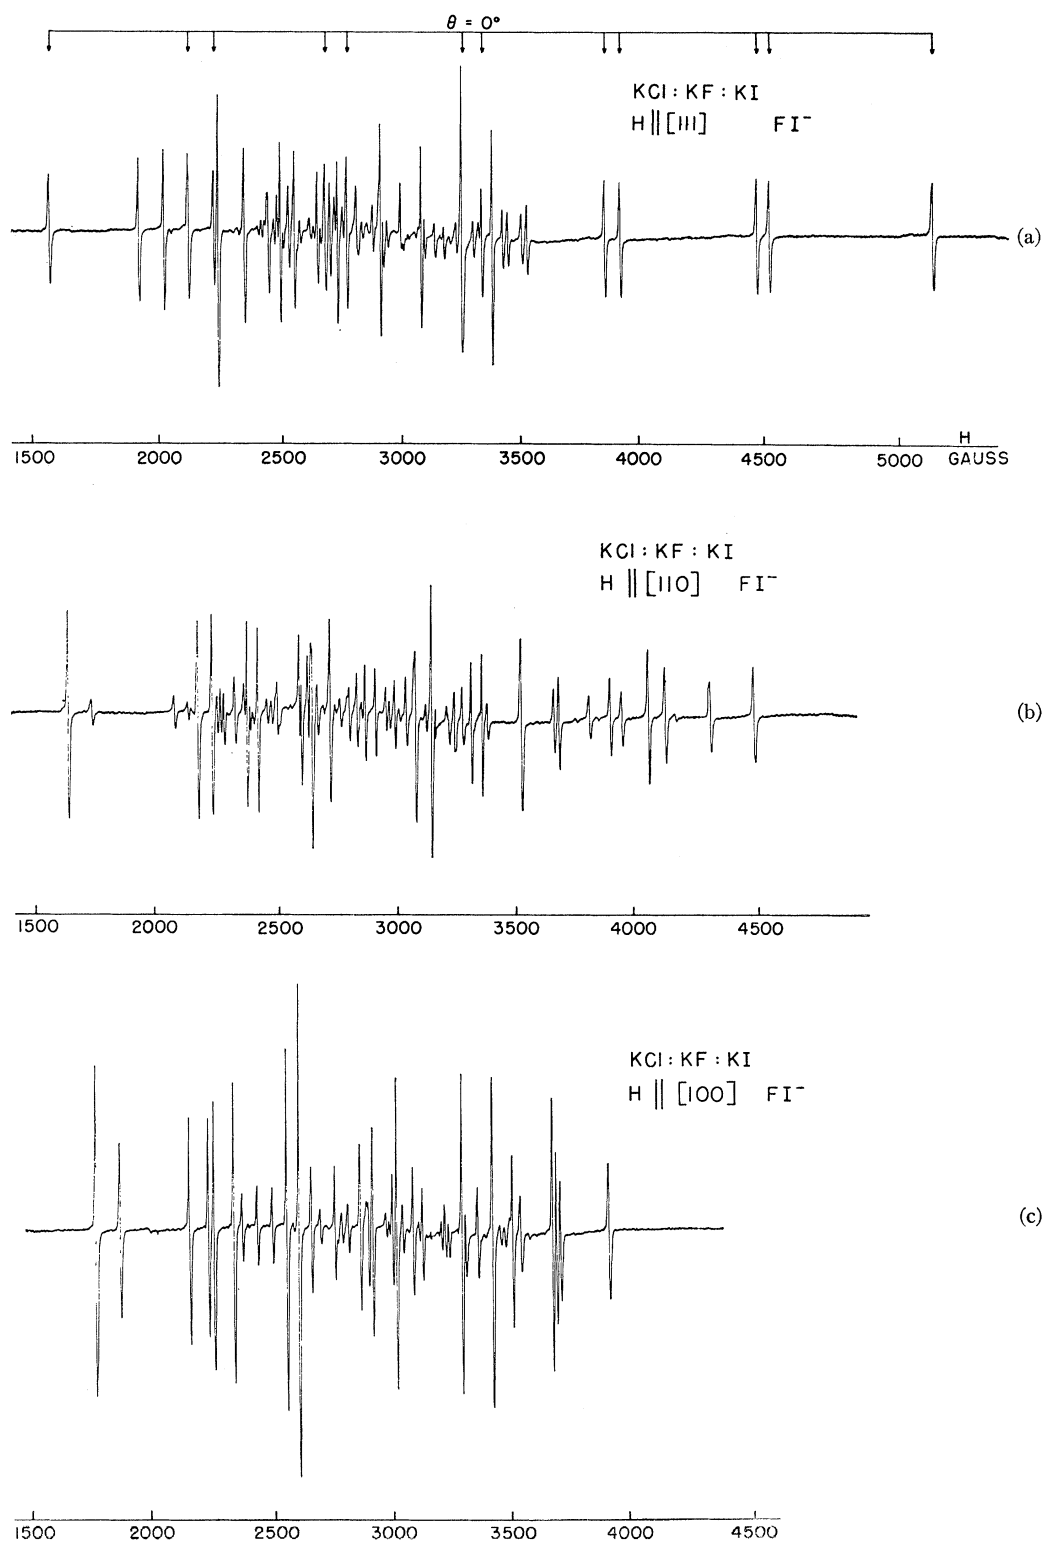 θ = 0°
KCl : KF : KI
H ∥ [111] FI⁻
(a)
H
1500 2000 2500 3000 3500 4000 4500 5000 GAUSS
KCl : KF : KI
H ∥ [110] FI⁻
(b)
1500 2000 2500 3000 3500 4000 4500
KCl : KF : KI
H ∥ [100] FI⁻
(c)
1500 2000 2500 3000 3500 4000 4500